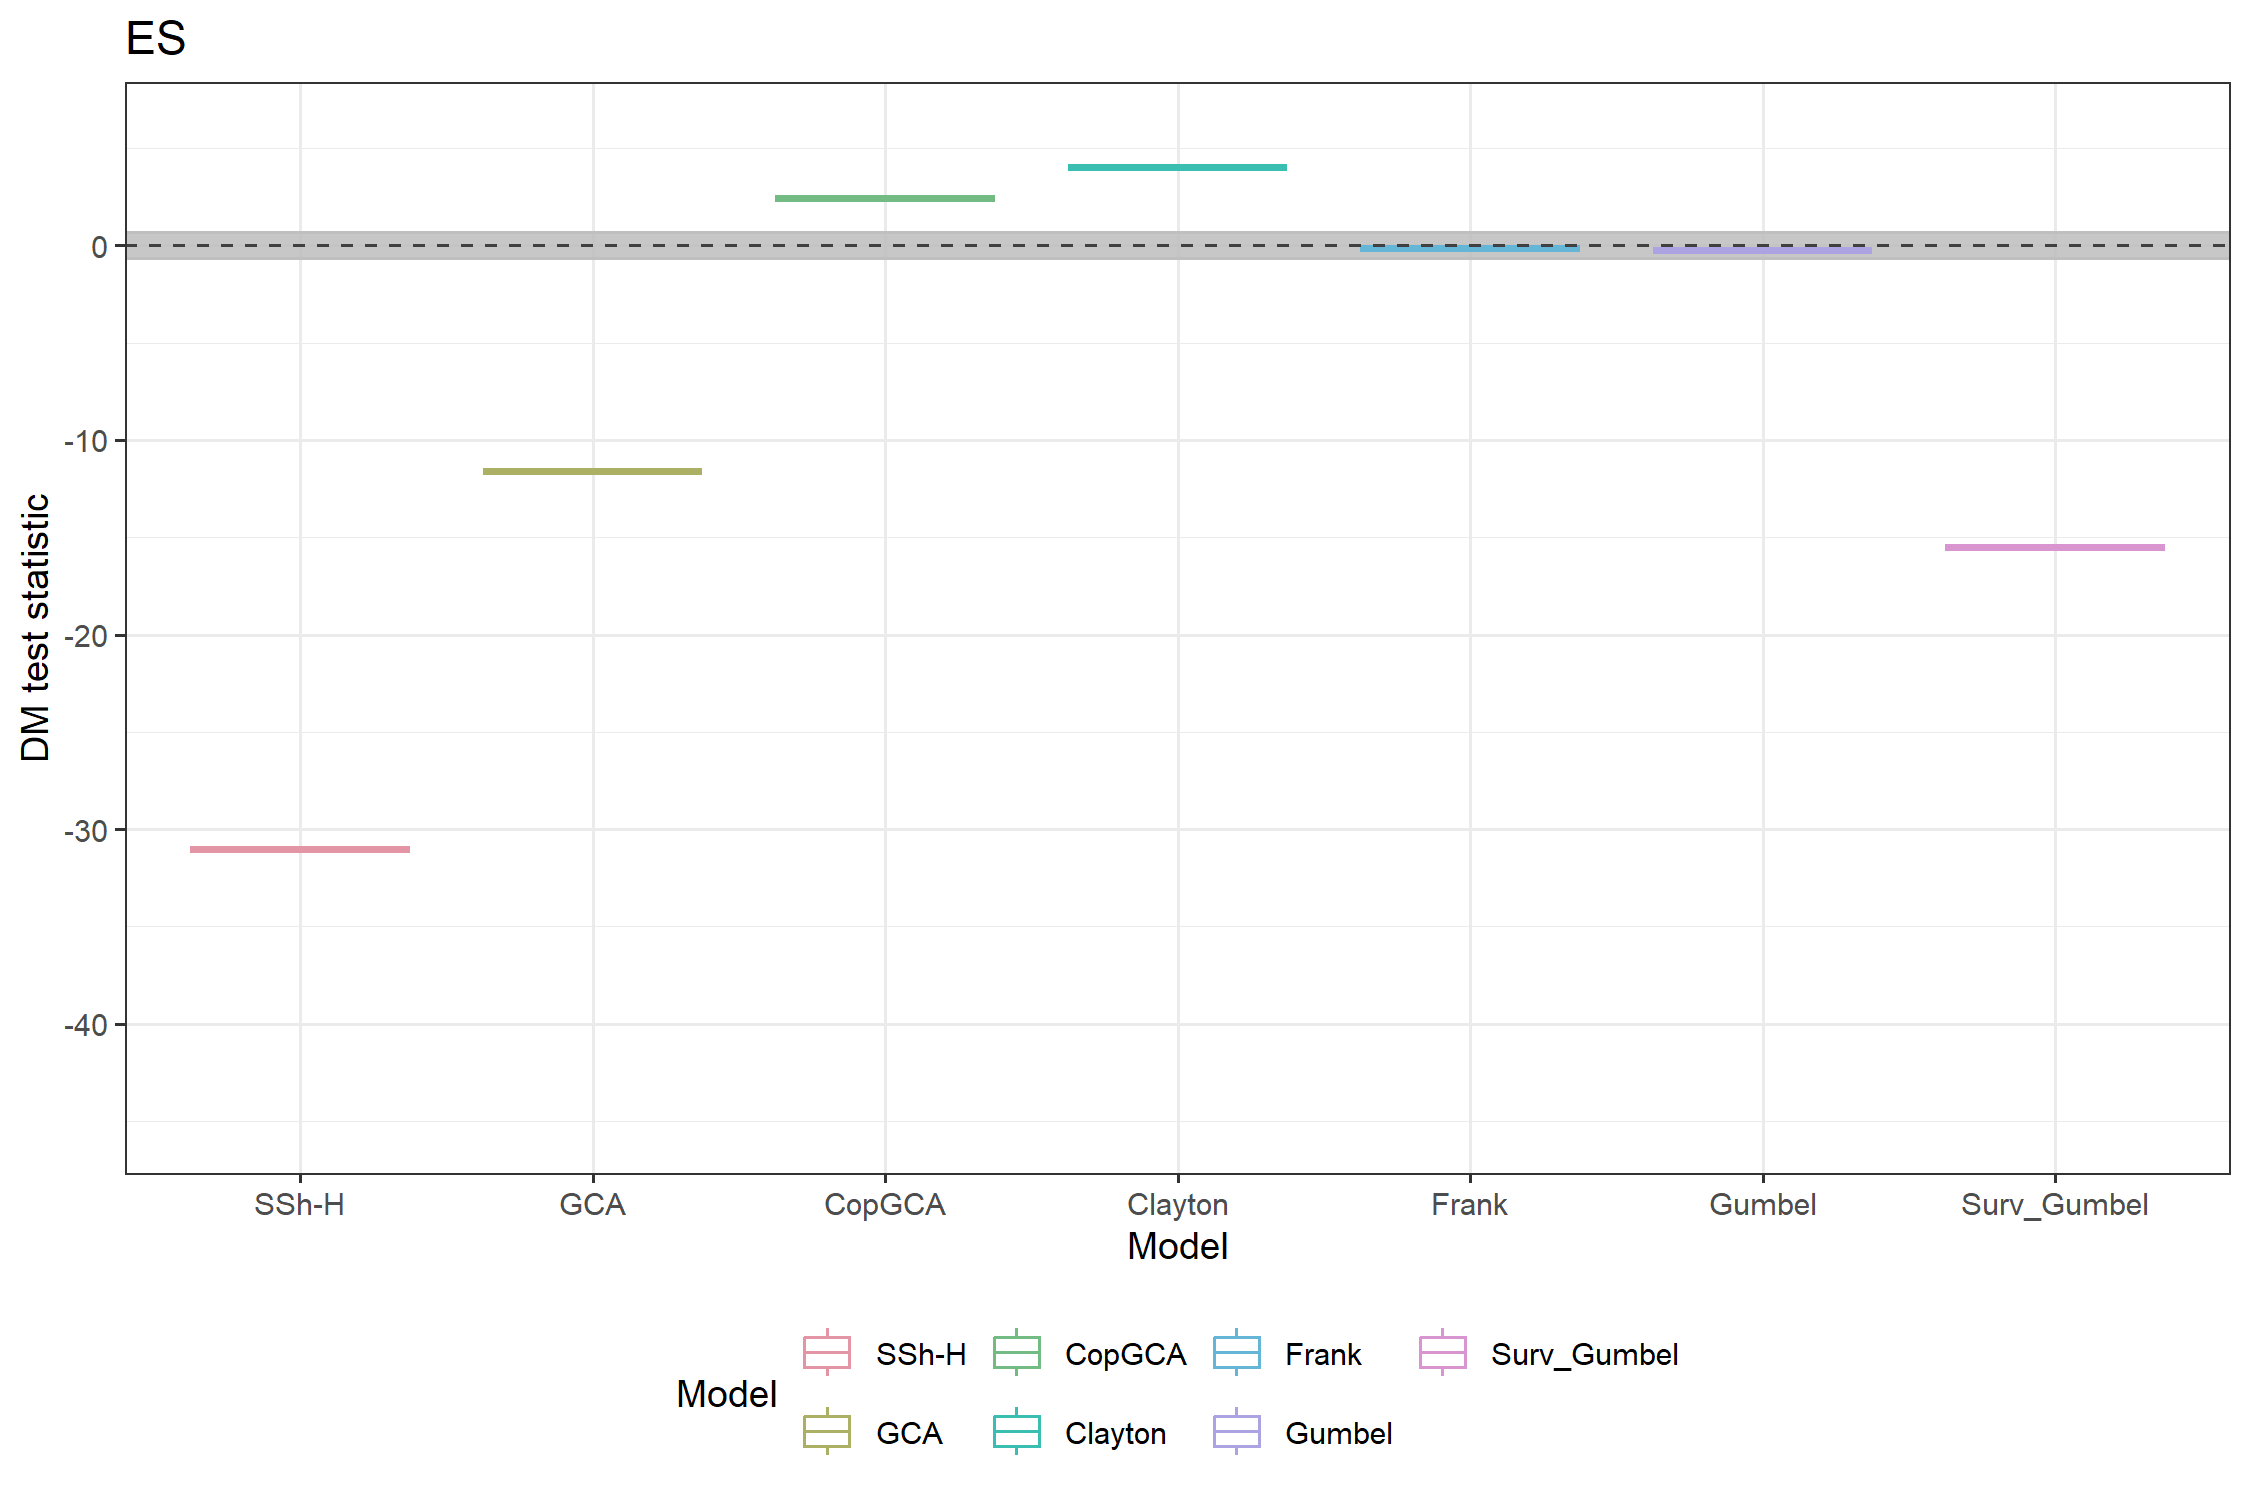 ES
DM test statistic
0
-10
-20
-30
-40
SSh-H GCA CopGCA Clayton Frank Gumbel Surv_Gumbel
Model
Model
SSh-H CopGCA Frank Surv_Gumbel
GCA Clayton Gumbel